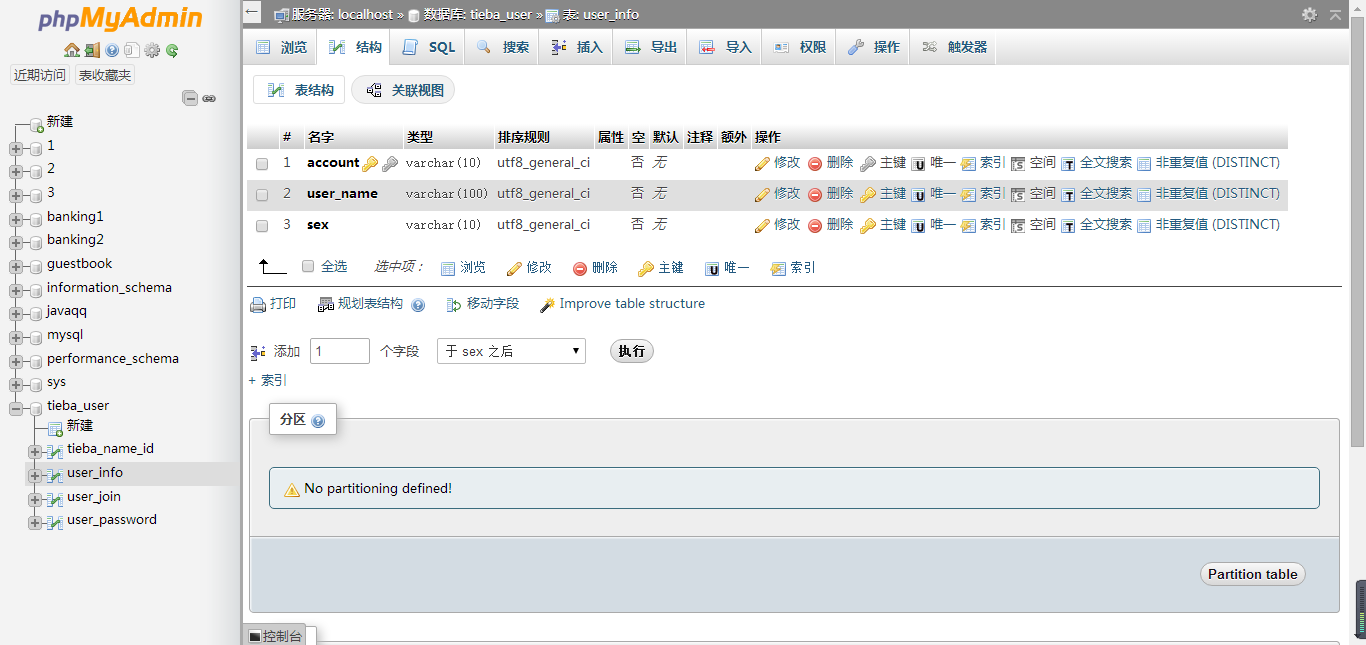 phpMyAdmin
近期访问 表收藏夹
新建
1
2
3
banking1
banking2
guestbook
information_schema
javaqq
mysql
performance_schema
sys
tieba_user
新建
tieba_name_id
user_info
user_join
user_password
服务器: localhost » 数据库: tieba_user » 表: user_info
浏览 结构 SQL 搜索 插入 导出 导入 权限 操作 触发器
表结构 关联视图
# 名字 类型 排序规则 属性 空 默认 注释 额外 操作
1 account varchar(10) utf8_general_ci 否 无 修改 删除 主键 唯一 索引 空间 全文搜索 非重复值 (DISTINCT)
2 user_name varchar(100) utf8_general_ci 否 无 修改 删除 主键 唯一 索引 空间 全文搜索 非重复值 (DISTINCT)
3 sex varchar(10) utf8_general_ci 否 无 修改 删除 主键 唯一 索引 空间 全文搜索 非重复值 (DISTINCT)
全选 选中项： 浏览 修改 删除 主键 唯一 索引
打印 规划表结构 移动字段 Improve table structure
添加 1 个字段 于 sex 之后 执行
+ 索引
分区
No partitioning defined!
Partition table
控制台